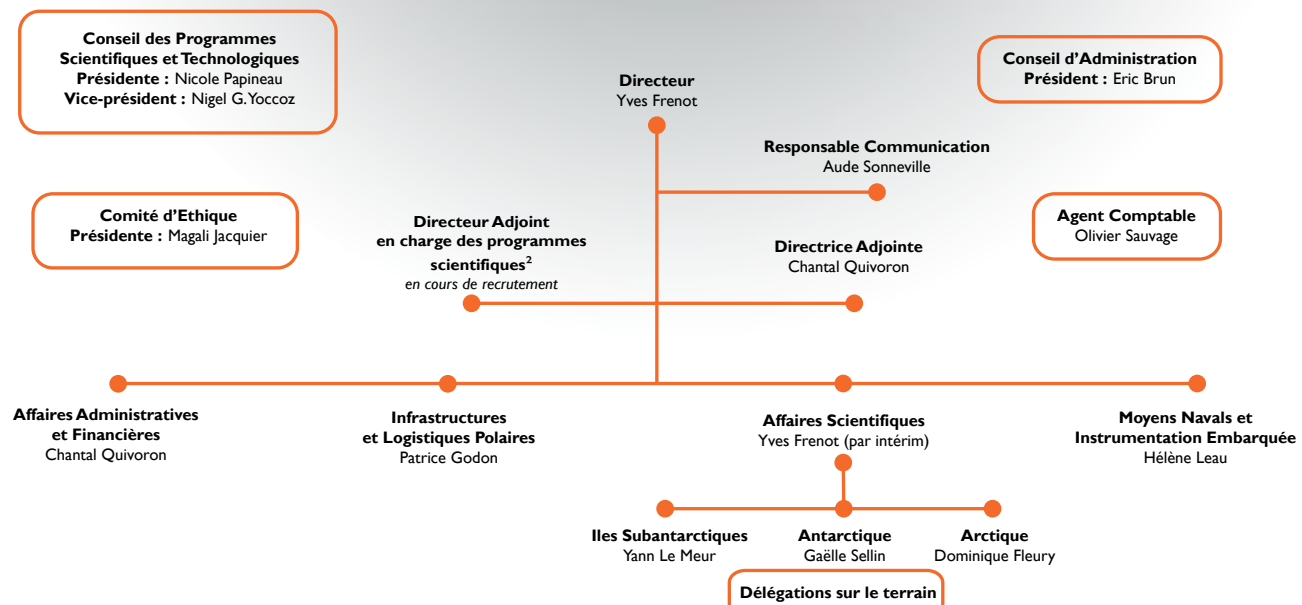 Conseil des Programmes
Scientifiques et Technologiques
Présidente : Nicole Papineau
Vice-président : Nigel G.Yoccoz
Conseil d’Administration
Président : Eric Brun
Directeur
Yves Frenot
Responsable Communication
Aude Sonneville
Comité d’Ethique
Présidente : Magali Jacquier
Agent Comptable
Olivier Sauvage
Directeur Adjoint
en charge des programmes
scientifiques²
en cours de recrutement
Directrice Adjointe
Chantal Quivoron
Affaires Administratives
et Financières
Chantal Quivoron
Infrastructures
et Logistiques Polaires
Patrice Godon
Affaires Scientifiques
Yves Frenot (par intérim)
Moyens Navals et
Instrumentation Embarquée
Hélène Leau
Iles Subantarctiques
Yann Le Meur
Antarctique
Gaëlle Sellin
Arctique
Dominique Fleury
Délégations sur le terrain